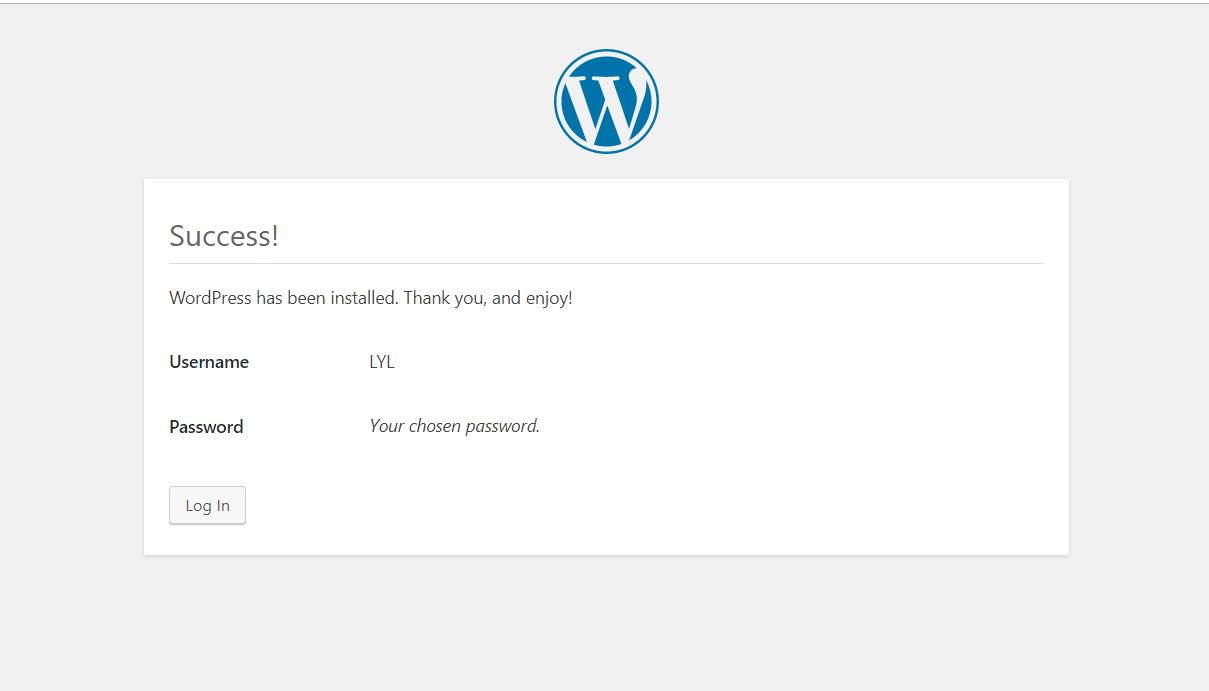 Success!
WordPress has been installed. Thank you, and enjoy!
Username LYL
Password Your chosen password.
Log In